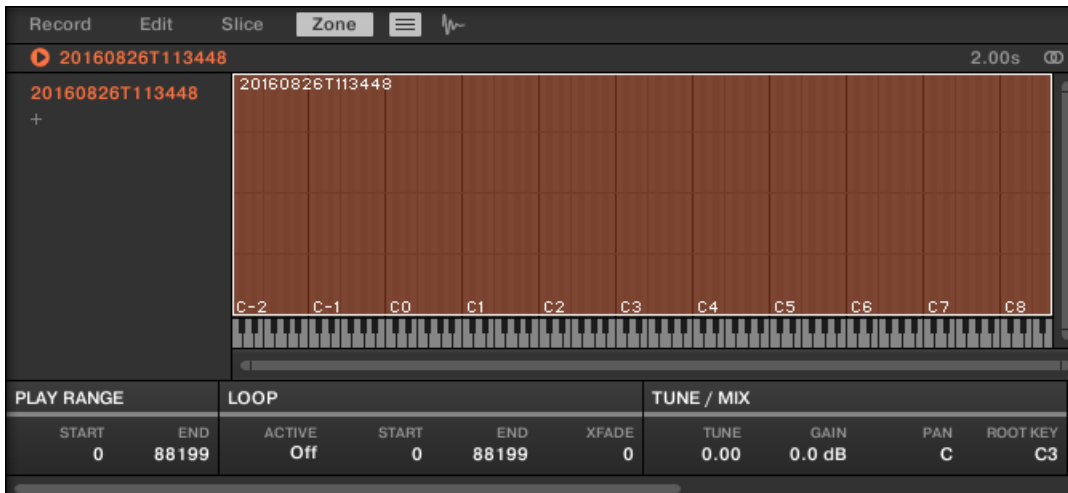 Record Edit Slice Zone
20160826T113448 2.00s
20160826T113448
+
20160826T113448
C-2 C-1 C0 C1 C2 C3 C4 C5 C6 C7 C8
PLAY RANGE LOOP TUNE / MIX
START END ACTIVE START END XFADE TUNE GAIN PAN ROOT KEY
0 88199 Off 0 88199 0 0.00 0.0 dB C C3